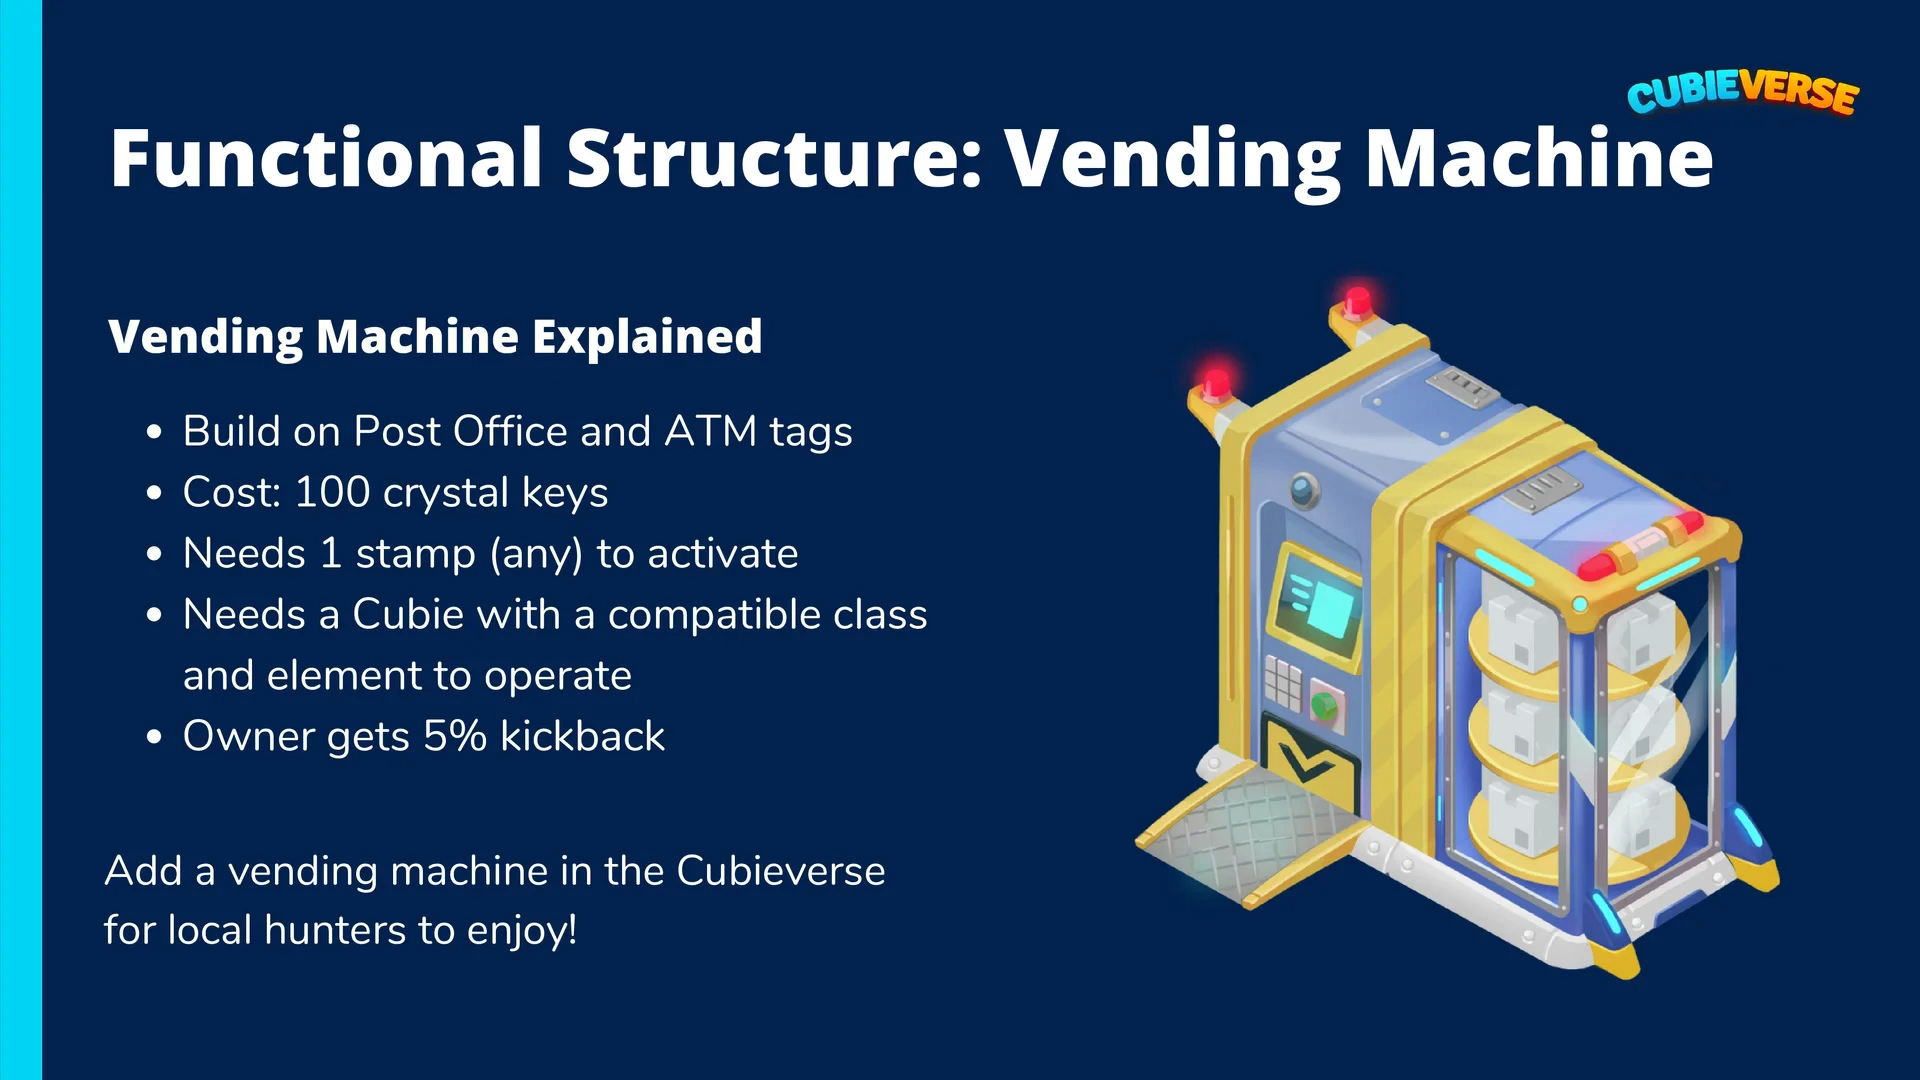 CUBIEVERSE
Functional Structure: Vending Machine
Vending Machine Explained
• Build on Post Office and ATM tags
• Cost: 100 crystal keys
• Needs 1 stamp (any) to activate
• Needs a Cubie with a compatible class
and element to operate
• Owner gets 5% kickback
Add a vending machine in the Cubieverse
for local hunters to enjoy!